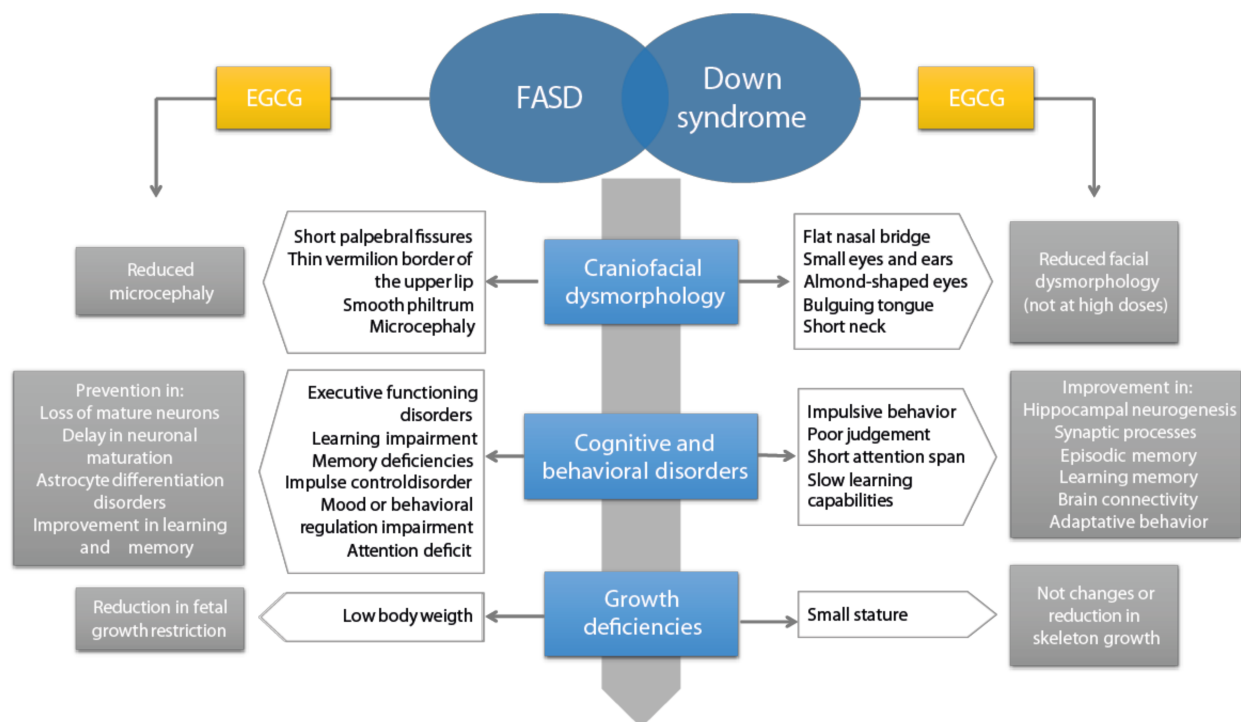 FASD
Down
syndrome
EGCG
EGCG
Reduced
microcephaly
Short palpebral fissures
Thin vermilion border of
the upper lip
Smooth philtrum
Microcephaly
Craniofacial
dysmorphology
Flat nasal bridge
Small eyes and ears
Almond-shaped eyes
Bulguing tongue
Short neck
Reduced facial
dysmorphology
(not at high doses)
Prevention in:
Loss of mature neurons
Delay in neuronal
maturation
Astrocyte differentiation
disorders
Improvement in learning
and memory
Executive functioning
disorders
Learning impairment
Memory deficiencies
Impulse controldisorder
Mood or behavioral
regulation impairment
Attention deficit
Cognitive and
behavioral disorders
Impulsive behavior
Poor judgement
Short attention span
Slow learning
capabilities
Improvement in:
Hippocampal neurogenesis
Synaptic processes
Episodic memory
Learning memory
Brain connectivity
Adaptative behavior
Reduction in fetal
growth restriction
Low body weigth
Growth
deficiencies
Small stature
Not changes or
reduction in
skeleton growth